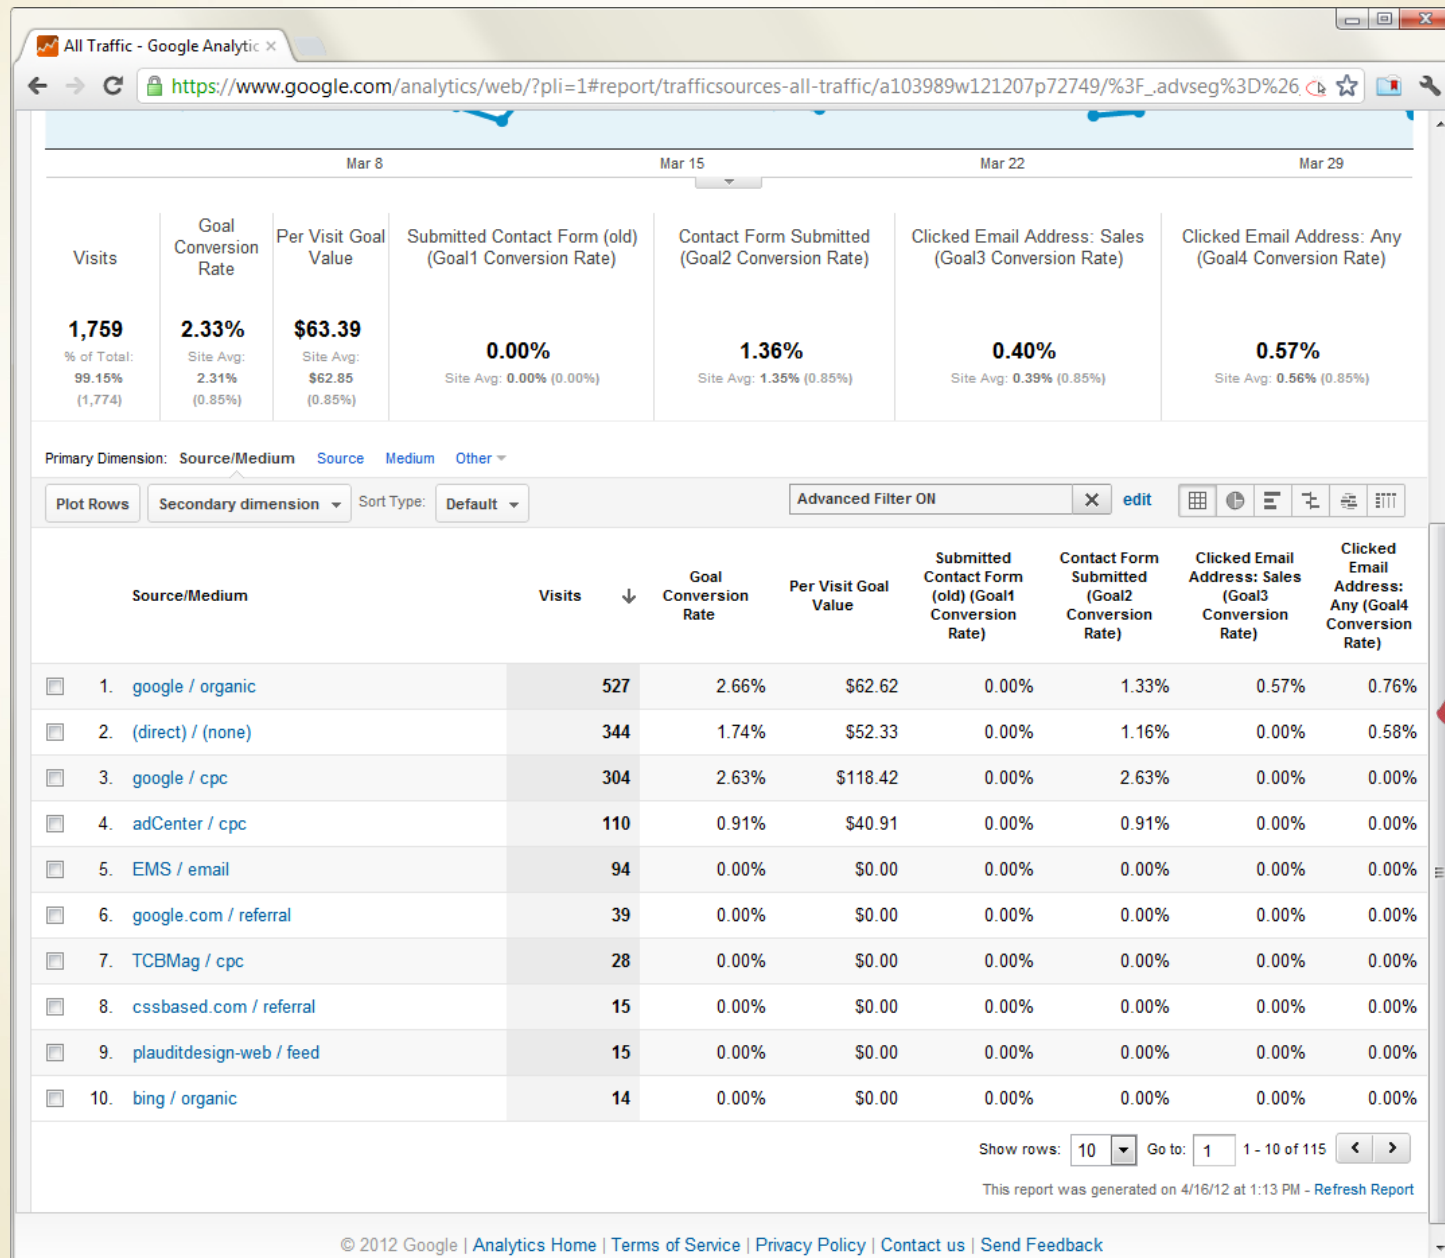 All Traffic - Google Analytic
https://www.google.com/analytics/web/?pli=1#report/trafficsources-all-traffic/a103989w121207p72749/%3F_.advseg%3D%26
Mar 8 Mar 15 Mar 22 Mar 29
Visits
Goal Conversion Rate
Per Visit Goal Value
Submitted Contact Form (old) (Goal1 Conversion Rate)
Contact Form Submitted (Goal2 Conversion Rate)
Clicked Email Address: Sales (Goal3 Conversion Rate)
Clicked Email Address: Any (Goal4 Conversion Rate)
1,759
% of Total:
99.15%
(1,774)
2.33%
Site Avg:
2.31%
(0.85%)
$63.39
Site Avg:
$62.85
(0.85%)
0.00%
Site Avg: 0.00% (0.00%)
1.36%
Site Avg: 1.35% (0.85%)
0.40%
Site Avg: 0.39% (0.85%)
0.57%
Site Avg: 0.56% (0.85%)
Primary Dimension: Source/Medium Source Medium Other
Plot Rows Secondary dimension Sort Type: Default Advanced Filter ON edit
Source/Medium
Visits
Goal Conversion Rate
Per Visit Goal Value
Submitted Contact Form (old) (Goal1 Conversion Rate)
Contact Form Submitted (Goal2 Conversion Rate)
Clicked Email Address: Sales (Goal3 Conversion Rate)
Clicked Email Address: Any (Goal4 Conversion Rate)
1. google / organic 527 2.66% $62.62 0.00% 1.33% 0.57% 0.76%
2. (direct) / (none) 344 1.74% $52.33 0.00% 1.16% 0.00% 0.58%
3. google / cpc 304 2.63% $118.42 0.00% 2.63% 0.00% 0.00%
4. adCenter / cpc 110 0.91% $40.91 0.00% 0.91% 0.00% 0.00%
5. EMS / email 94 0.00% $0.00 0.00% 0.00% 0.00% 0.00%
6. google.com / referral 39 0.00% $0.00 0.00% 0.00% 0.00% 0.00%
7. TCBMag / cpc 28 0.00% $0.00 0.00% 0.00% 0.00% 0.00%
8. cssbased.com / referral 15 0.00% $0.00 0.00% 0.00% 0.00% 0.00%
9. plauditdesign-web / feed 15 0.00% $0.00 0.00% 0.00% 0.00% 0.00%
10. bing / organic 14 0.00% $0.00 0.00% 0.00% 0.00% 0.00%
Show rows: 10 Go to: 1 1 - 10 of 115
This report was generated on 4/16/12 at 1:13 PM - Refresh Report
© 2012 Google | Analytics Home | Terms of Service | Privacy Policy | Contact us | Send Feedback